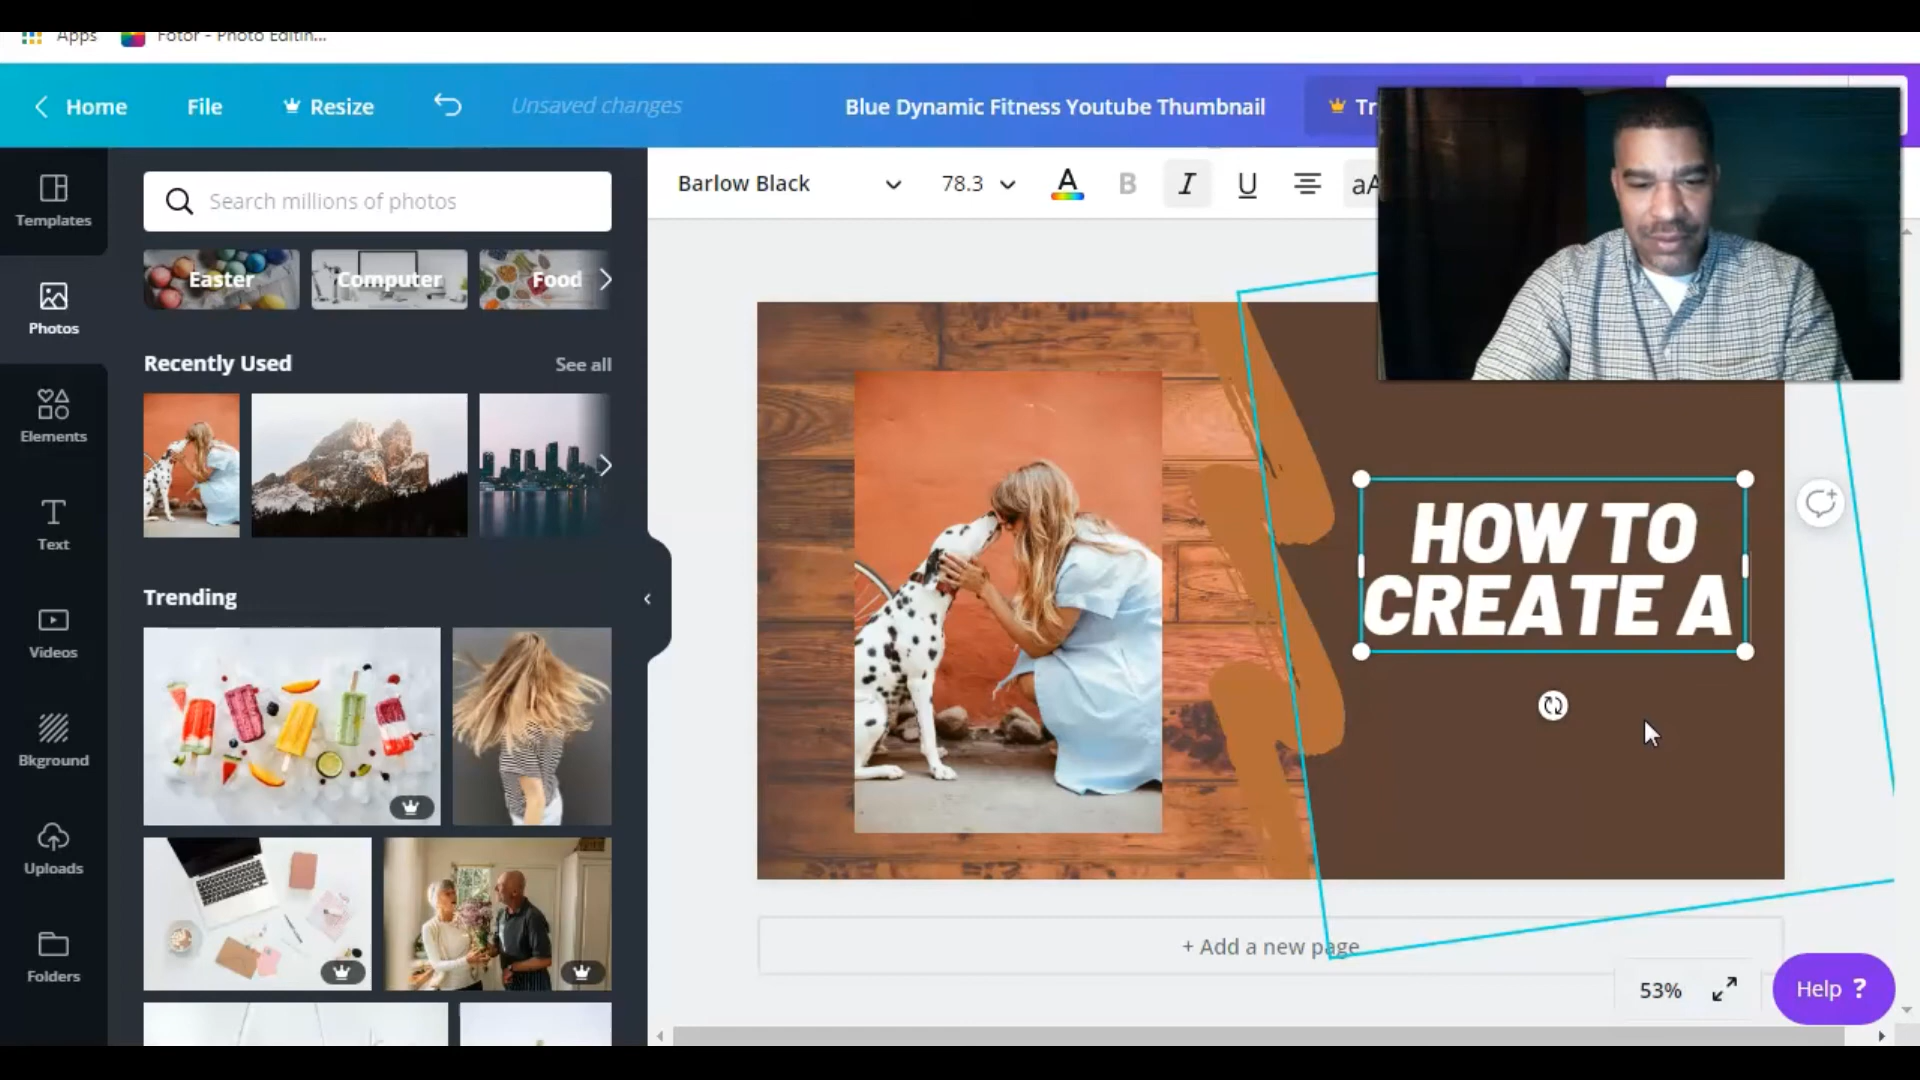 Apps Fotor - Photo Editin...
Home File Resize Unsaved changes Blue Dynamic Fitness Youtube Thumbnail Tr
Templates
Photos
Elements
Text
Videos
Bkground
Uploads
Folders
Search millions of photos
Easter Computer Food
Recently Used See all
Trending
Barlow Black 78.3 A B I U aA
HOW TO
CREATE A
+ Add a new page
53% Help ?